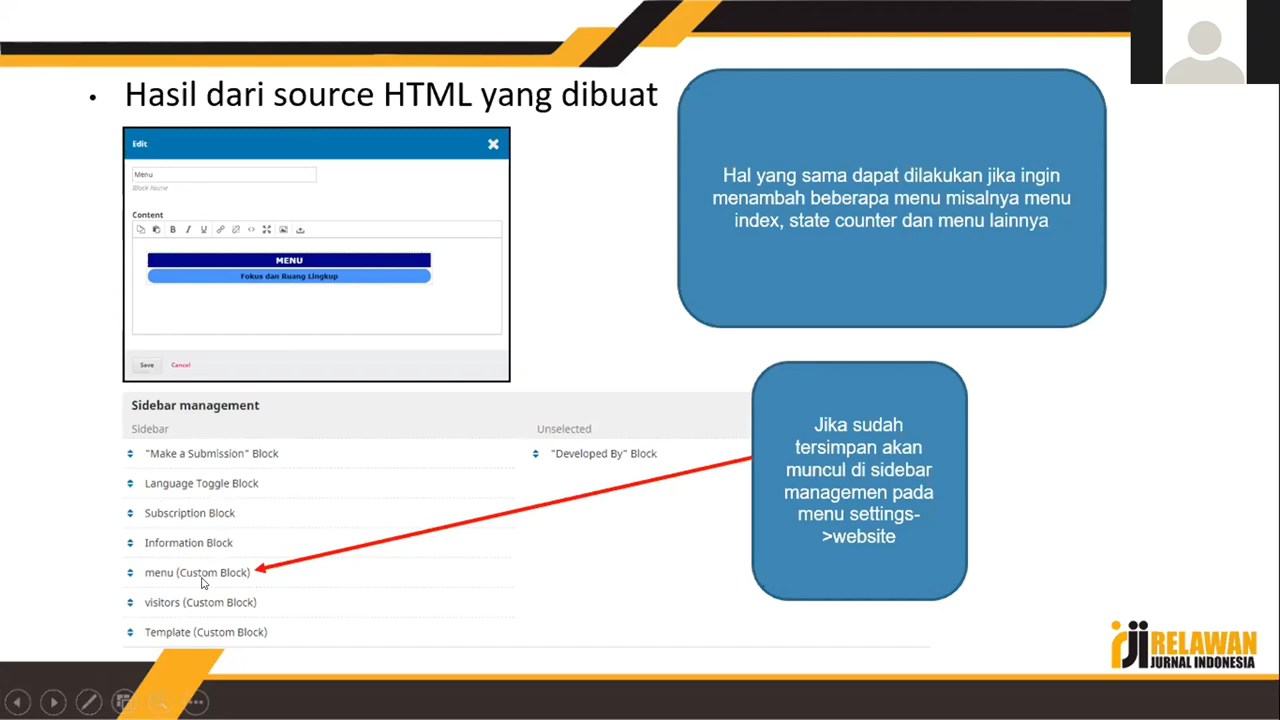 • Hasil dari source HTML yang dibuat
Edit
Menu
Block Name
Content
MENU
Fokus dan Ruang Lingkup
Save
Cancel
Hal yang sama dapat dilakukan jika ingin
menambah beberapa menu misalnya menu
index, state counter dan menu lainnya
Sidebar management
Sidebar
Unselected
"Make a Submission" Block
"Developed By" Block
Language Toggle Block
Subscription Block
Information Block
menu (Custom Block)
visitors (Custom Block)
Template (Custom Block)
Jika sudah
tersimpan akan
muncul di sidebar
managemen pada
menu settings-
>website
rji RELAWAN
JURNAL INDONESIA